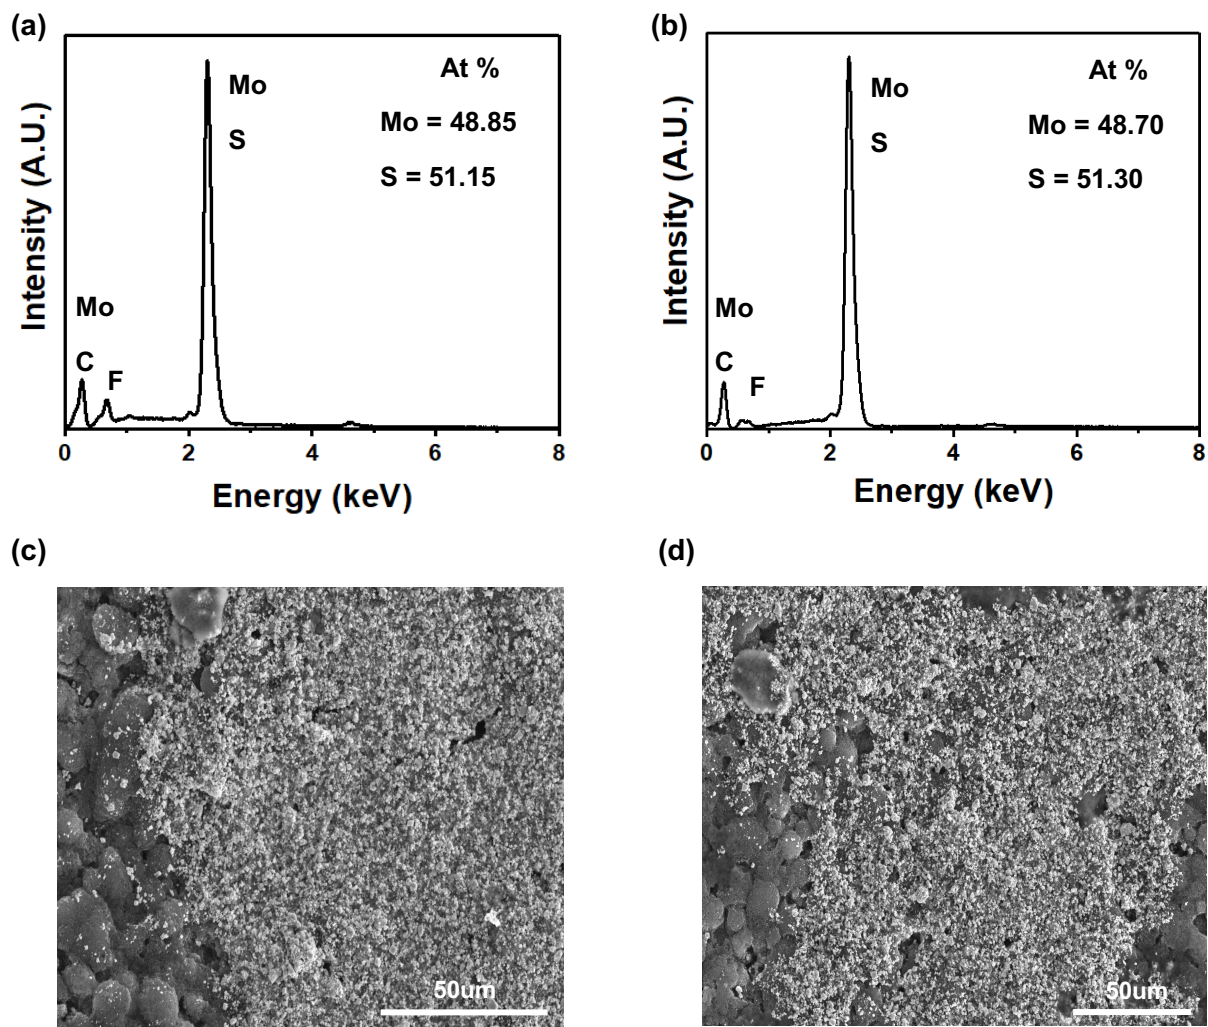 (a)
At %
Mo
Mo = 48.85
S
S = 51.15
Mo
C
F
Intensity (A.U.)
0 2 4 6 8
Energy (keV)
(b)
At %
Mo
Mo = 48.70
S
S = 51.30
Mo
C
F
Intensity (A.U.)
0 2 4 6 8
Energy (keV)
(c)
50um
(d)
50um